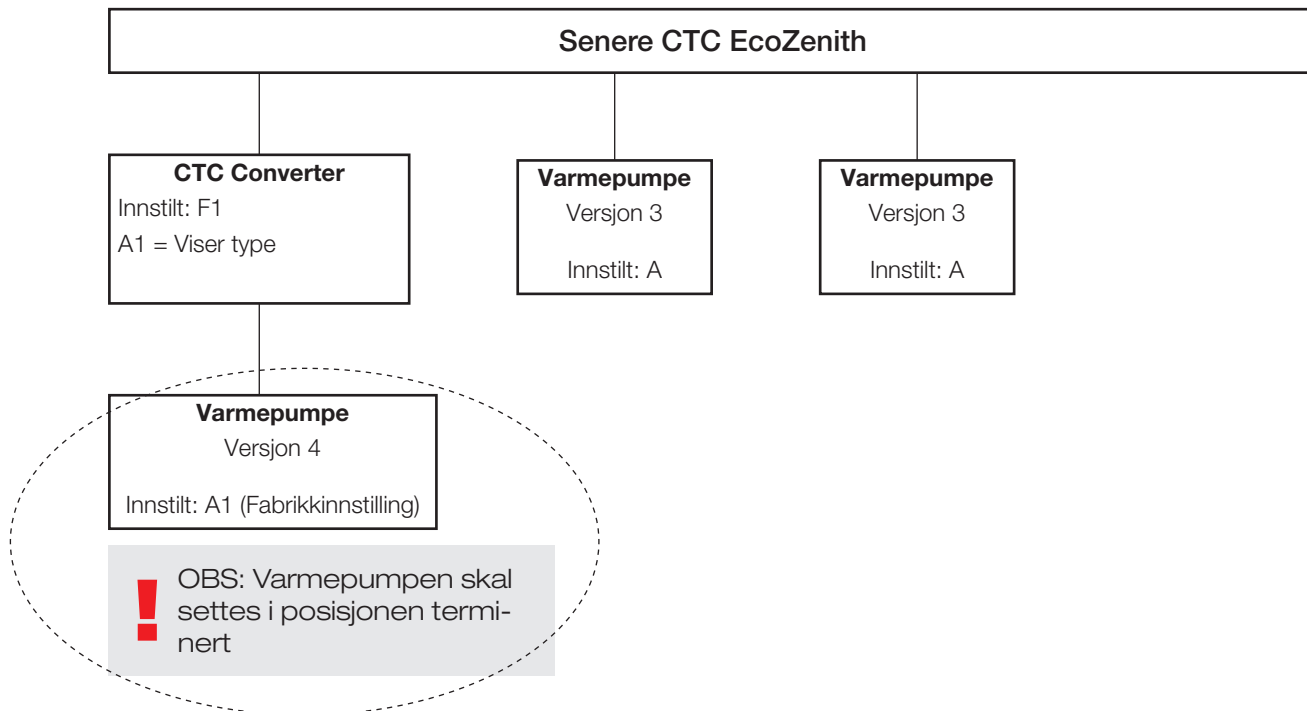 Senere CTC EcoZenith
CTC Converter
Innstilt: F1
A1 = Viser type
Varmepumpe
Versjon 3
Innstilt: A
Varmepumpe
Versjon 3
Innstilt: A
Varmepumpe
Versjon 4
Innstilt: A1 (Fabrikkinnstilling)
! OBS: Varmepumpen skal
settes i posisjonen termi-
nert